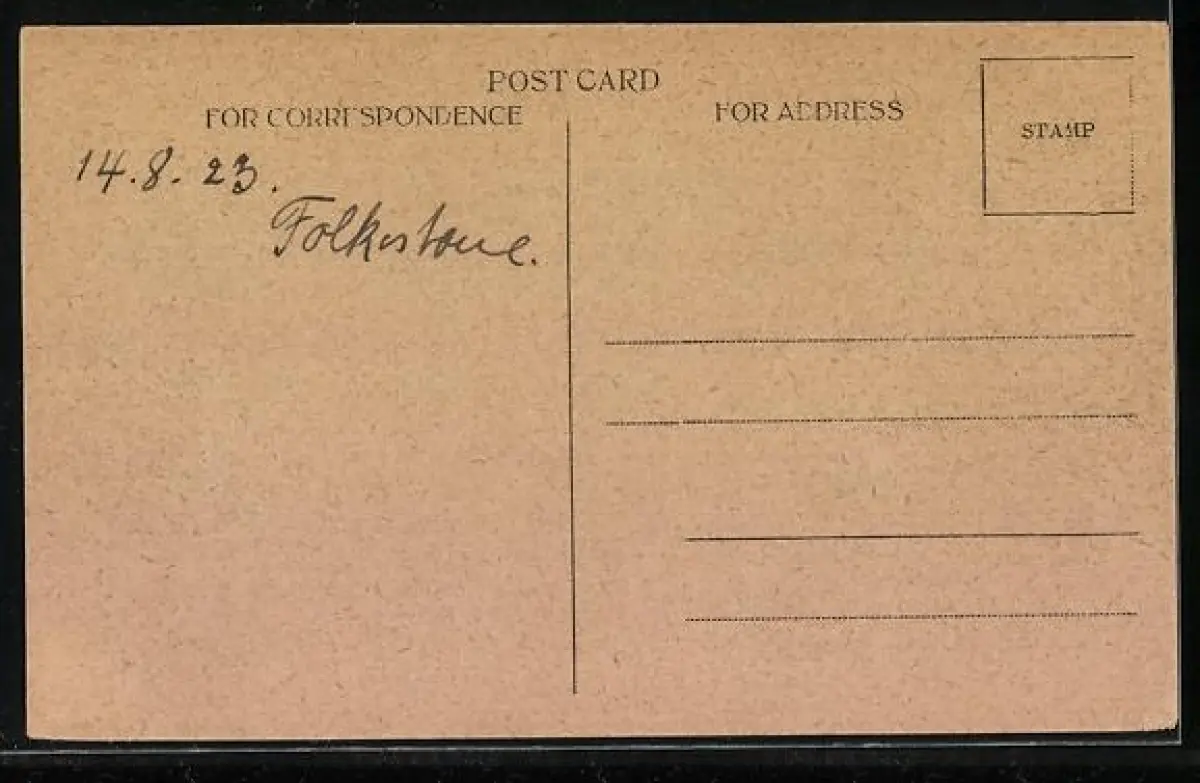 POST CARD
FOR CORRESPONDENCE
FOR ADDRESS
STAMP
14.8.23.
Folkestone.